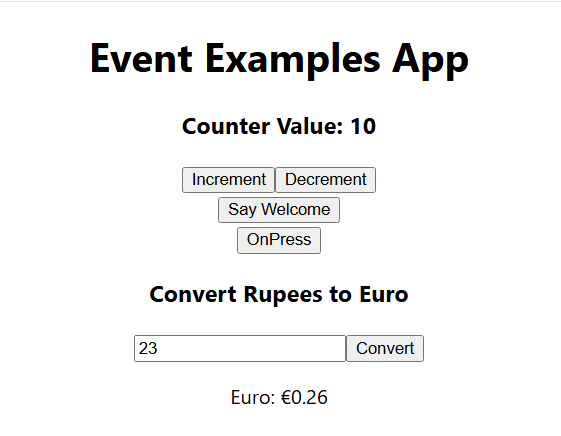 Event Examples App
Counter Value: 10
Increment Decrement
Say Welcome
OnPress
Convert Rupees to Euro
23 Convert
Euro: €0.26